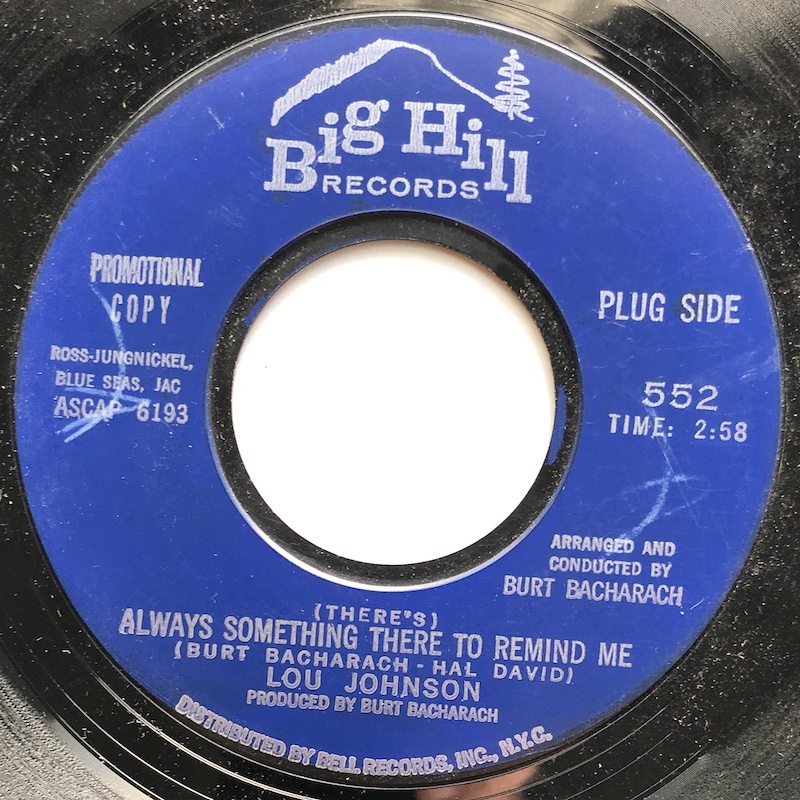 Big Hill
RECORDS
PROMOTIONAL
COPY
ROSS-JUNGNICKEL,
BLUE SEAS, JAC
ASCAP 6193
PLUG SIDE
552
TIME: 2:58
ARRANGED AND
CONDUCTED BY
BURT BACHARACH
(THERE'S)
ALWAYS SOMETHING THERE TO REMIND ME
(BURT BACHARACH - HAL DAVID)
LOU JOHNSON
PRODUCED BY BURT BACHARACH
DISTRIBUTED BY BELL RECORDS, INC., N.Y.C.